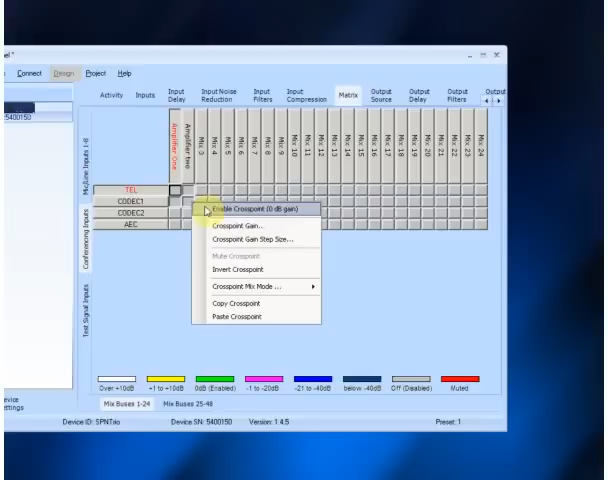 Connect Design Project Help
Activity Inputs Input Delay Input Noise Reduction Input Filters Input Compression Matrix Output Source Output Delay Output Filters Output
5400150
Mic/Line Inputs 1-8
Conferencing Inputs
Test Signal Inputs
Amplifier One
Amplifier two
Mix 3
Mix 4
Mix 5
Mix 6
Mix 7
Mix 8
Mix 9
Mix 10
Mix 11
Mix 12
Mix 13
Mix 14
Mix 15
Mix 16
Mix 17
Mix 18
Mix 19
Mix 20
Mix 21
Mix 22
Mix 23
Mix 24
TEL
CODEC1
CODEC2
AEC
Enable Crosspoint (0 dB gain)
Crosspoint Gain...
Crosspoint Gain Step Size...
Mute Crosspoint
Invert Crosspoint
Crosspoint Mix Mode ...
Copy Crosspoint
Paste Crosspoint
Over +10dB +1 to +10dB 0dB (Enabled) -1 to -20dB -21 to -40dB below -40dB Off (Disabled) Muted
Mix Buses 1-24 Mix Buses 25-48
Device ID: SPNTrio Device SN: 5400150 Version: 1.4.5 Preset: 1